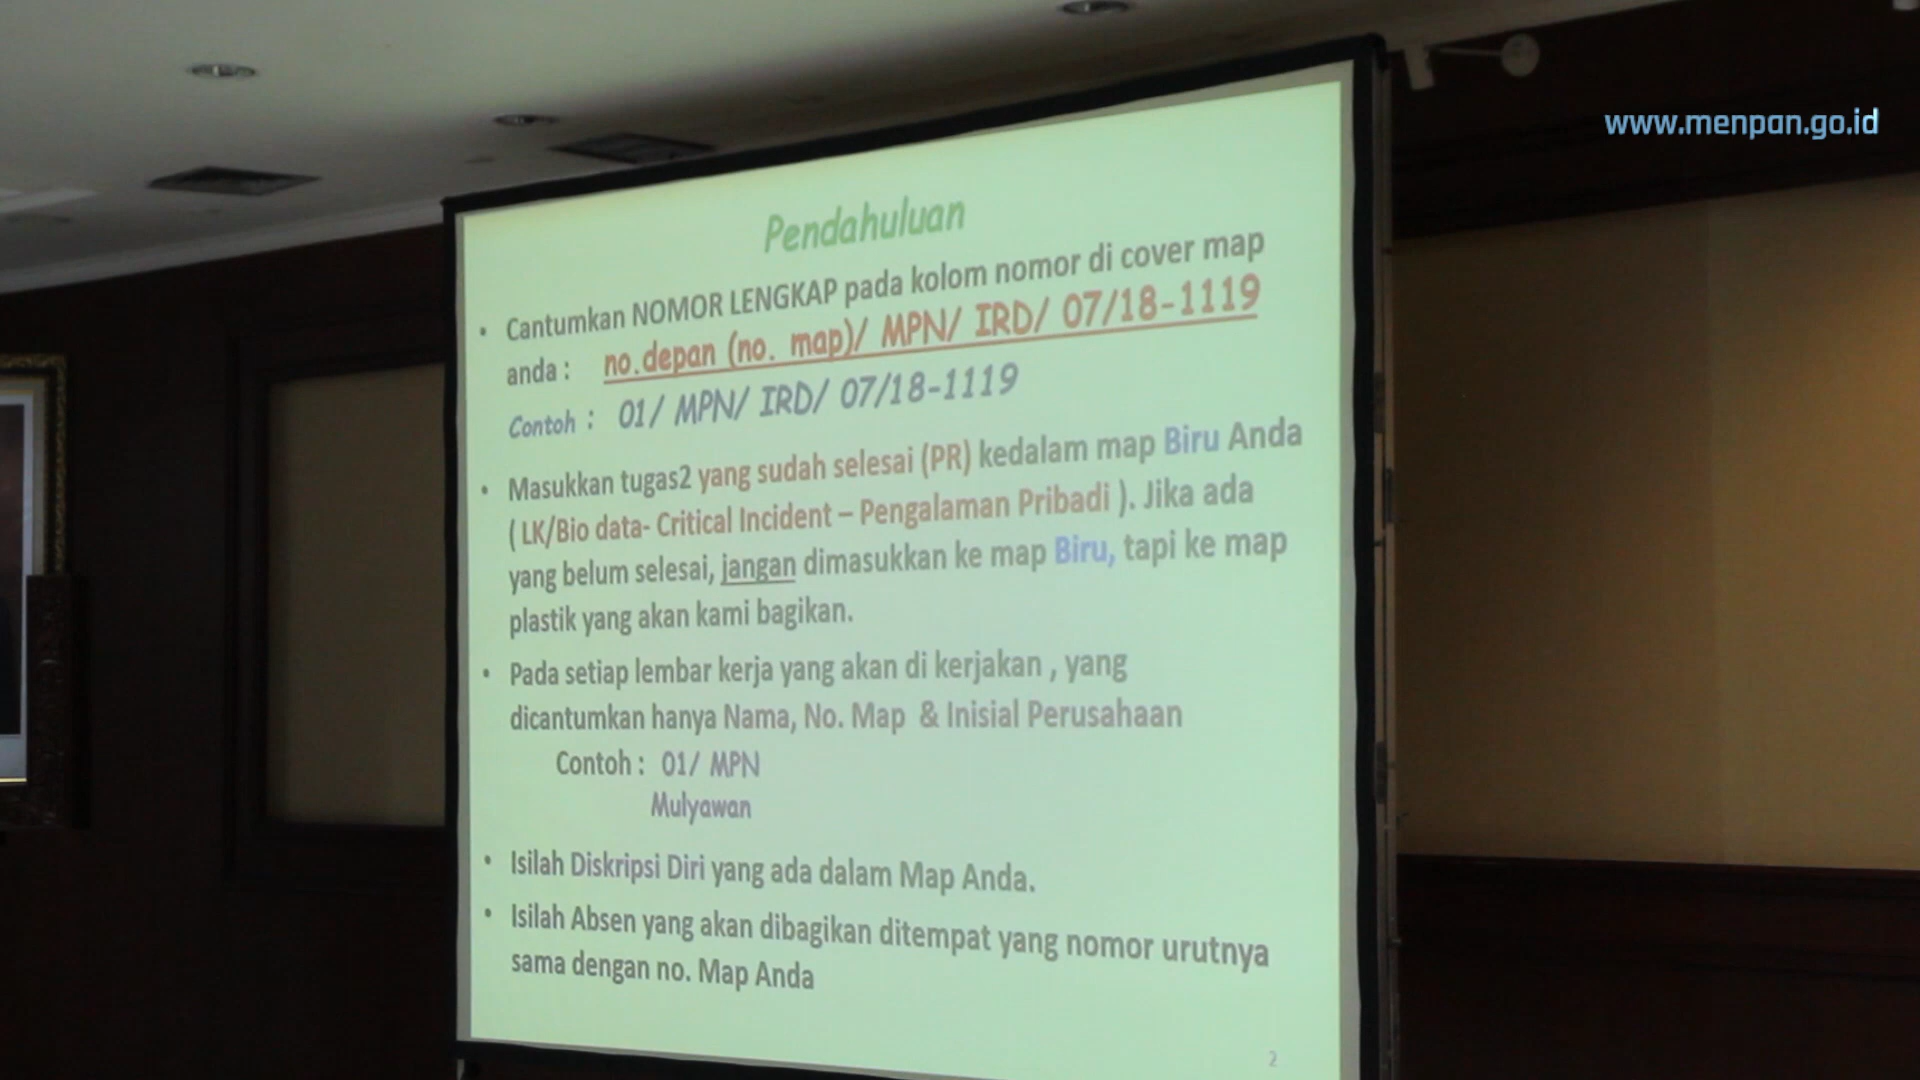 www.menpan.go.id
Pendahuluan
• Cantumkan NOMOR LENGKAP pada kolom nomor di cover map
anda : no.depan (no. map)/ MPN/ IRD/ 07/18-1119
Contoh : 01/ MPN/ IRD/ 07/18-1119
• Masukkan tugas2 yang sudah selesai (PR) kedalam map Biru Anda
( LK/Bio data- Critical Incident – Pengalaman Pribadi ). Jika ada
yang belum selesai, jangan dimasukkan ke map Biru, tapi ke map
plastik yang akan kami bagikan.
• Pada setiap lembar kerja yang akan di kerjakan , yang
dicantumkan hanya Nama, No. Map & Inisial Perusahaan
Contoh : 01/ MPN
Mulyawan
• Isilah Diskripsi Diri yang ada dalam Map Anda.
• Isilah Absen yang akan dibagikan ditempat yang nomor urutnya
sama dengan no. Map Anda
2